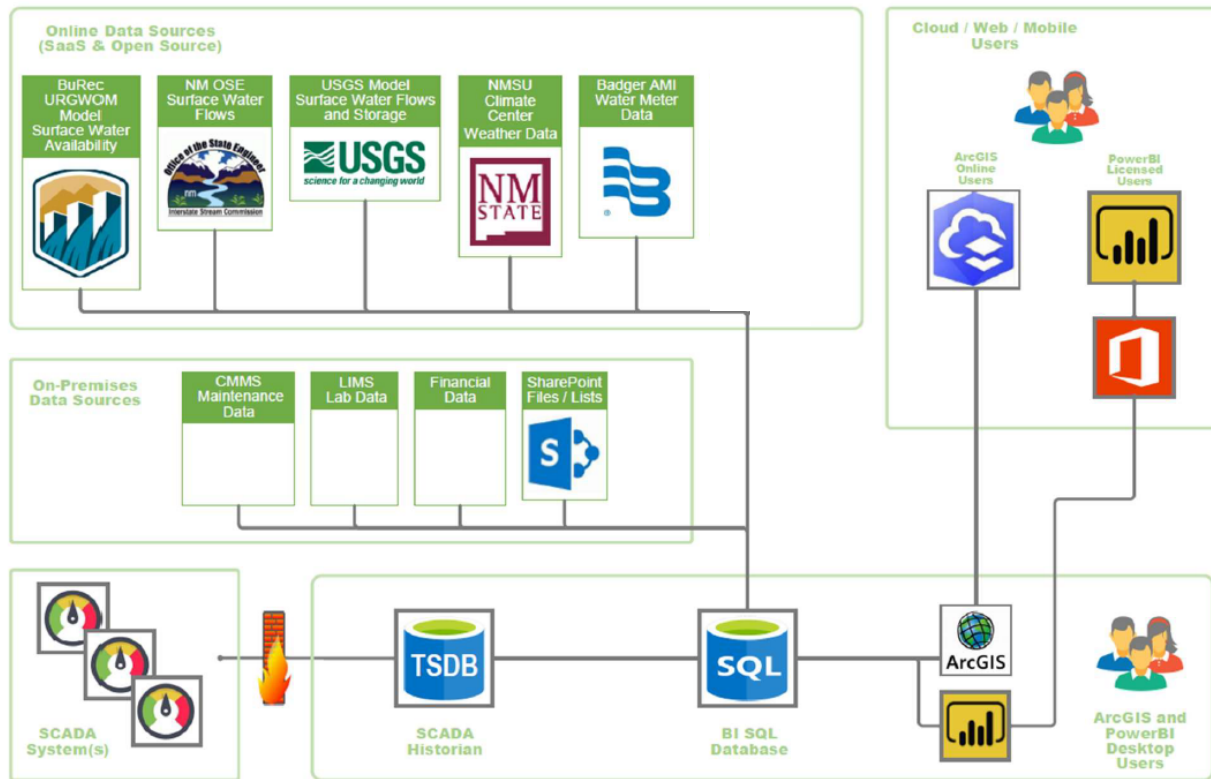 Online Data Sources
(SaaS & Open Source)
BuRec
URGWOM
Model
Surface Water
Availability
NM OSE
Surface Water
Flows
Office of the State Engineer
nm
Interstate Stream Commission
USGS Model
Surface Water Flows
and Storage
USGS
science for a changing world
NMSU
Climate
Center
Weather Data
NM
STATE
Badger AMI
Water Meter
Data
®
Cloud / Web / Mobile
Users
ArcGIS
Online
Users
PowerBI
Licensed
Users
On-Premises
Data Sources
CMMS
Maintenance
Data
LIMS
Lab Data
Financial
Data
SharePoint
Files / Lists
S
SCADA
System(s)
TSDB
SCADA
Historian
SQL
BI SQL
Database
ArcGIS
ArcGIS and
PowerBI
Desktop
Users